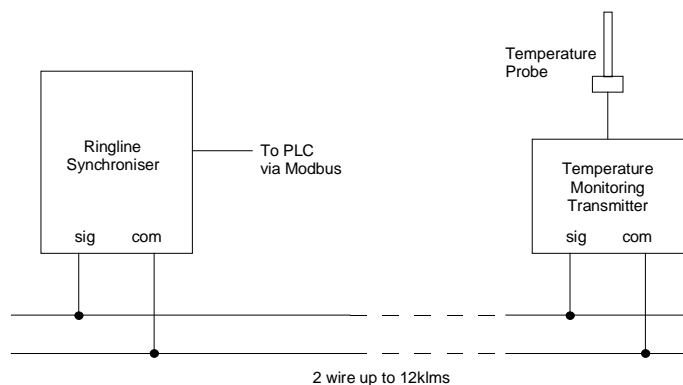 Temperature
Probe
Ringline
Synchroniser
To PLC
via Modbus
Temperature
Monitoring
Transmitter
sig com
sig com
2 wire up to 12klms